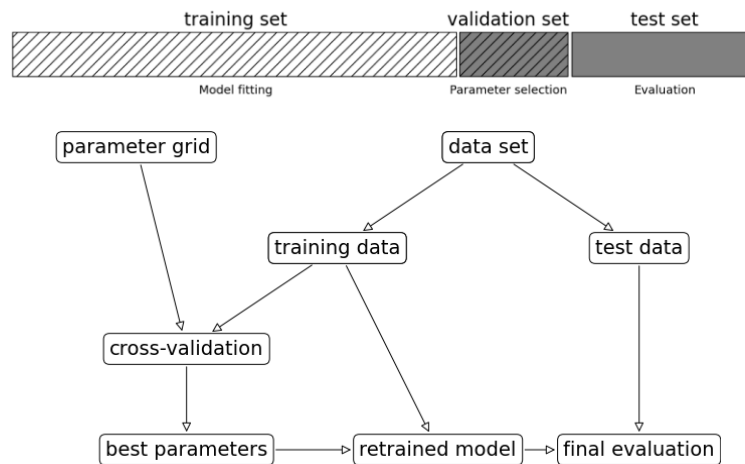 training set validation set test set
Model fitting Parameter selection Evaluation
parameter grid data set
training data test data
cross-validation
best parameters retrained model final evaluation